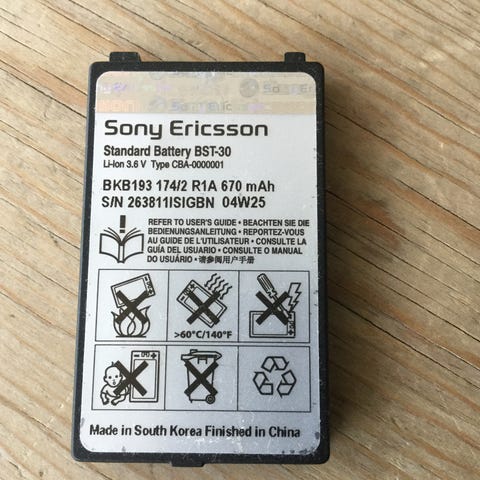 Sony Ericsson
Sony Ericsson
Standard Battery BST-30
Li-Ion 3.6 V Type CBA-0000001
BKB193 174/2 R1A 670 mAh
S/N 263811ISIGBN 04W25
REFER TO USER'S GUIDE • BEACHTEN SIE DIE
BEDIENUNGSANLEITUNG • REPORTEZ-VOUS
AU GUIDE DE L'UTILISATEUR • CONSULTE LA
GUÍA DEL USUARIO • CONSULTE O MANUAL
DO USUÁRIO • 请参阅用户手册
>60°C/140°F
Made in South Korea Finished in China